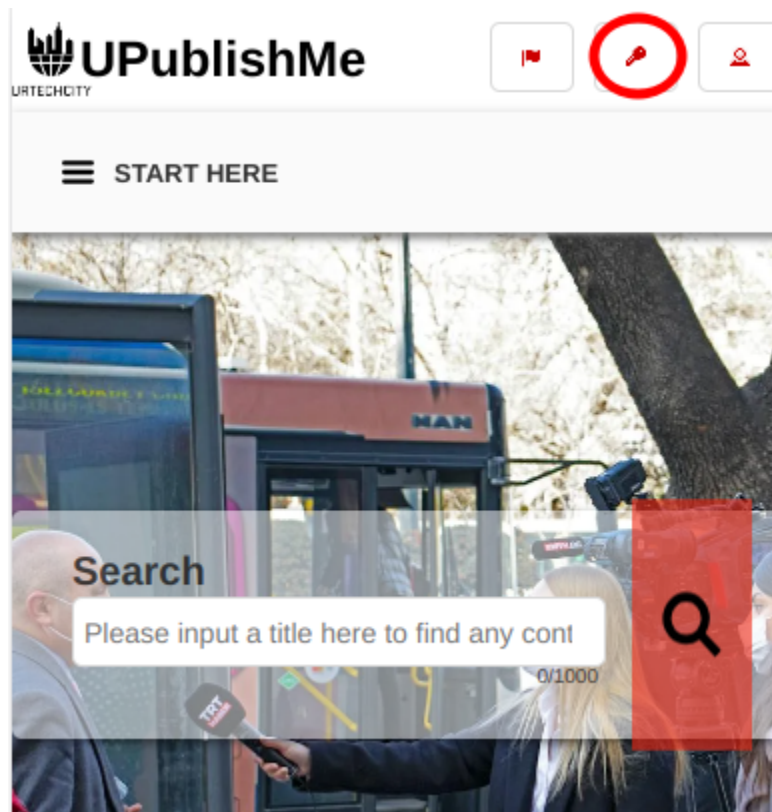 UPublishMe
URTECHCITY
START HERE
MAN
Search
Please input a title here to find any cont
0/1000
TRT